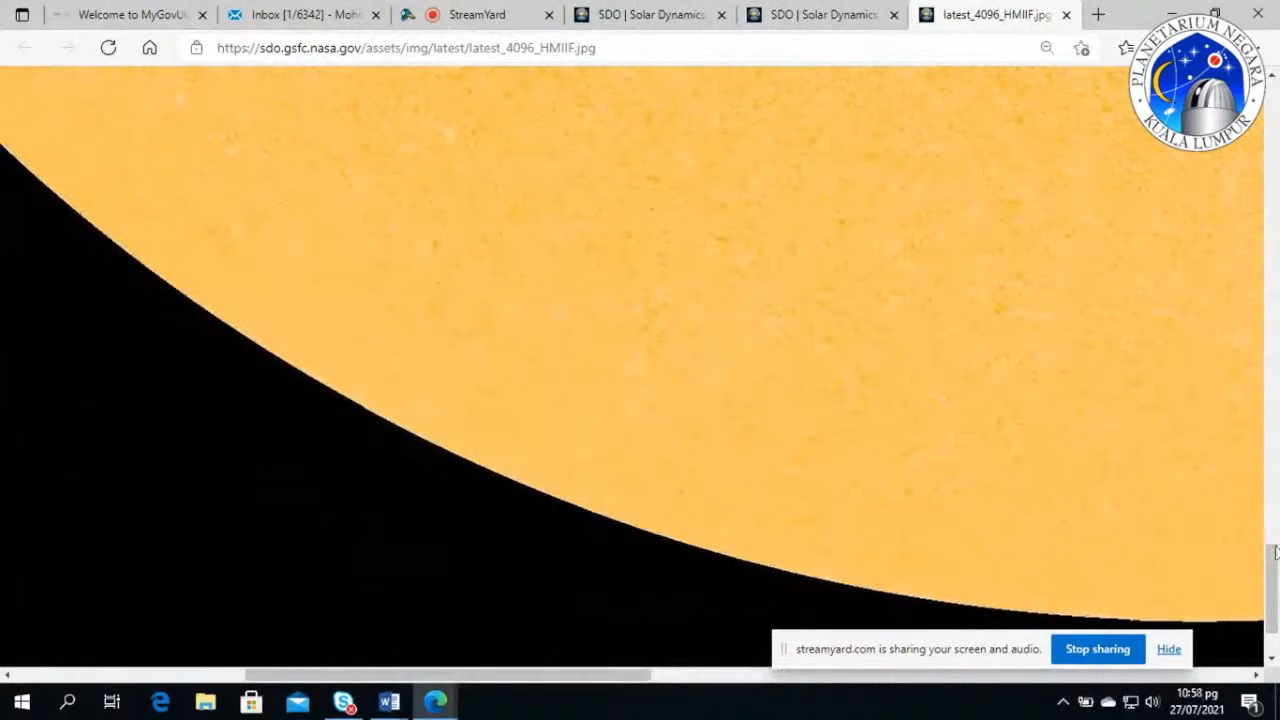 Welcome to MyGovU
Inbox [1/6342] - Moh
StreamYard
SDO | Solar Dynamics
SDO | Solar Dynamics
latest_4096_HMIIF.jpg
https://sdo.gsfc.nasa.gov/assets/img/latest/latest_4096_HMIIF.jpg
PLANETARIUM NEGARA
KUALA LUMPUR
streamyard.com is sharing your screen and audio.
Stop sharing
Hide
10:58 pg
27/07/2021
1